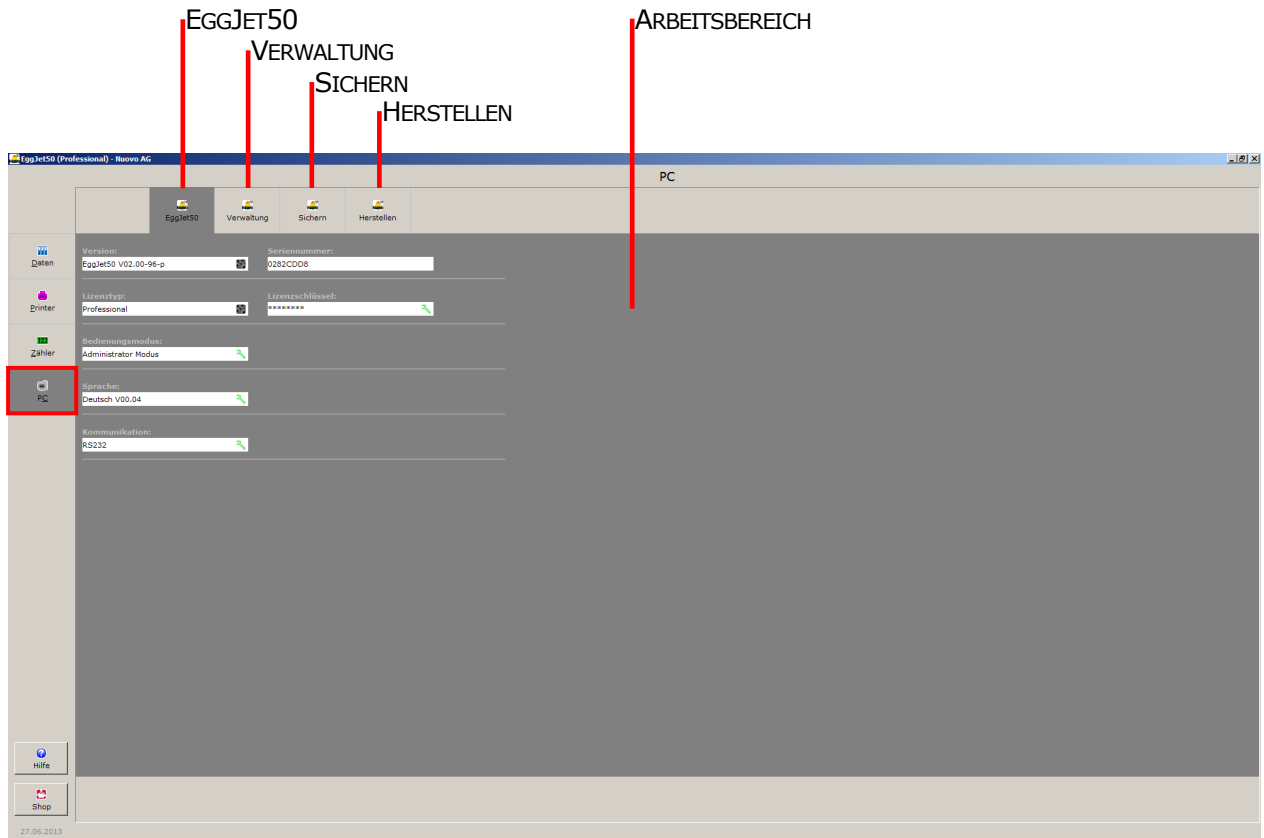 EGGJET50
ARBEITSBEREICH
VERWALTUNG
SICHERN
HERSTELLEN
EggJet50 (Professional) - Nuovo AG
PC
EggJet50 Verwaltung Sichern Herstellen
Daten
Printer
Zähler
PC
Version: Seriennummer:
EggJet50 V02.00-96-p 0282CDD8
Lizenztyp: Lizenzschlüssel:
Professional ********
Bedienungsmodus:
Administrator Modus
Sprache:
Deutsch V00.04
Kommunikation:
RS232
Hilfe
Shop
27.06.2013